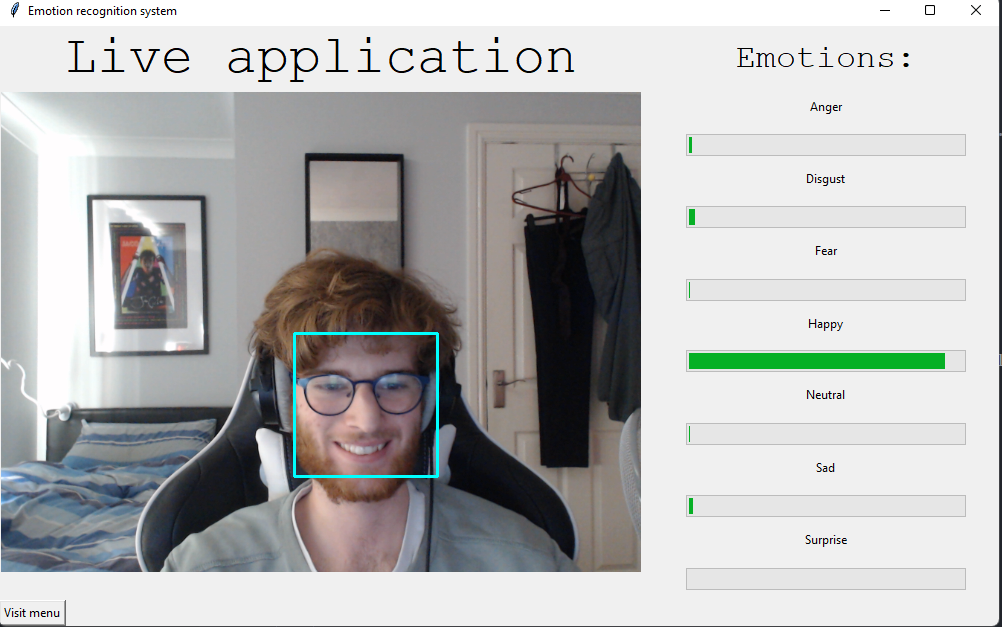 Emotion recognition system
Live application
Emotions:
Anger
Disgust
Fear
Happy
Neutral
Sad
Surprise
Visit menu